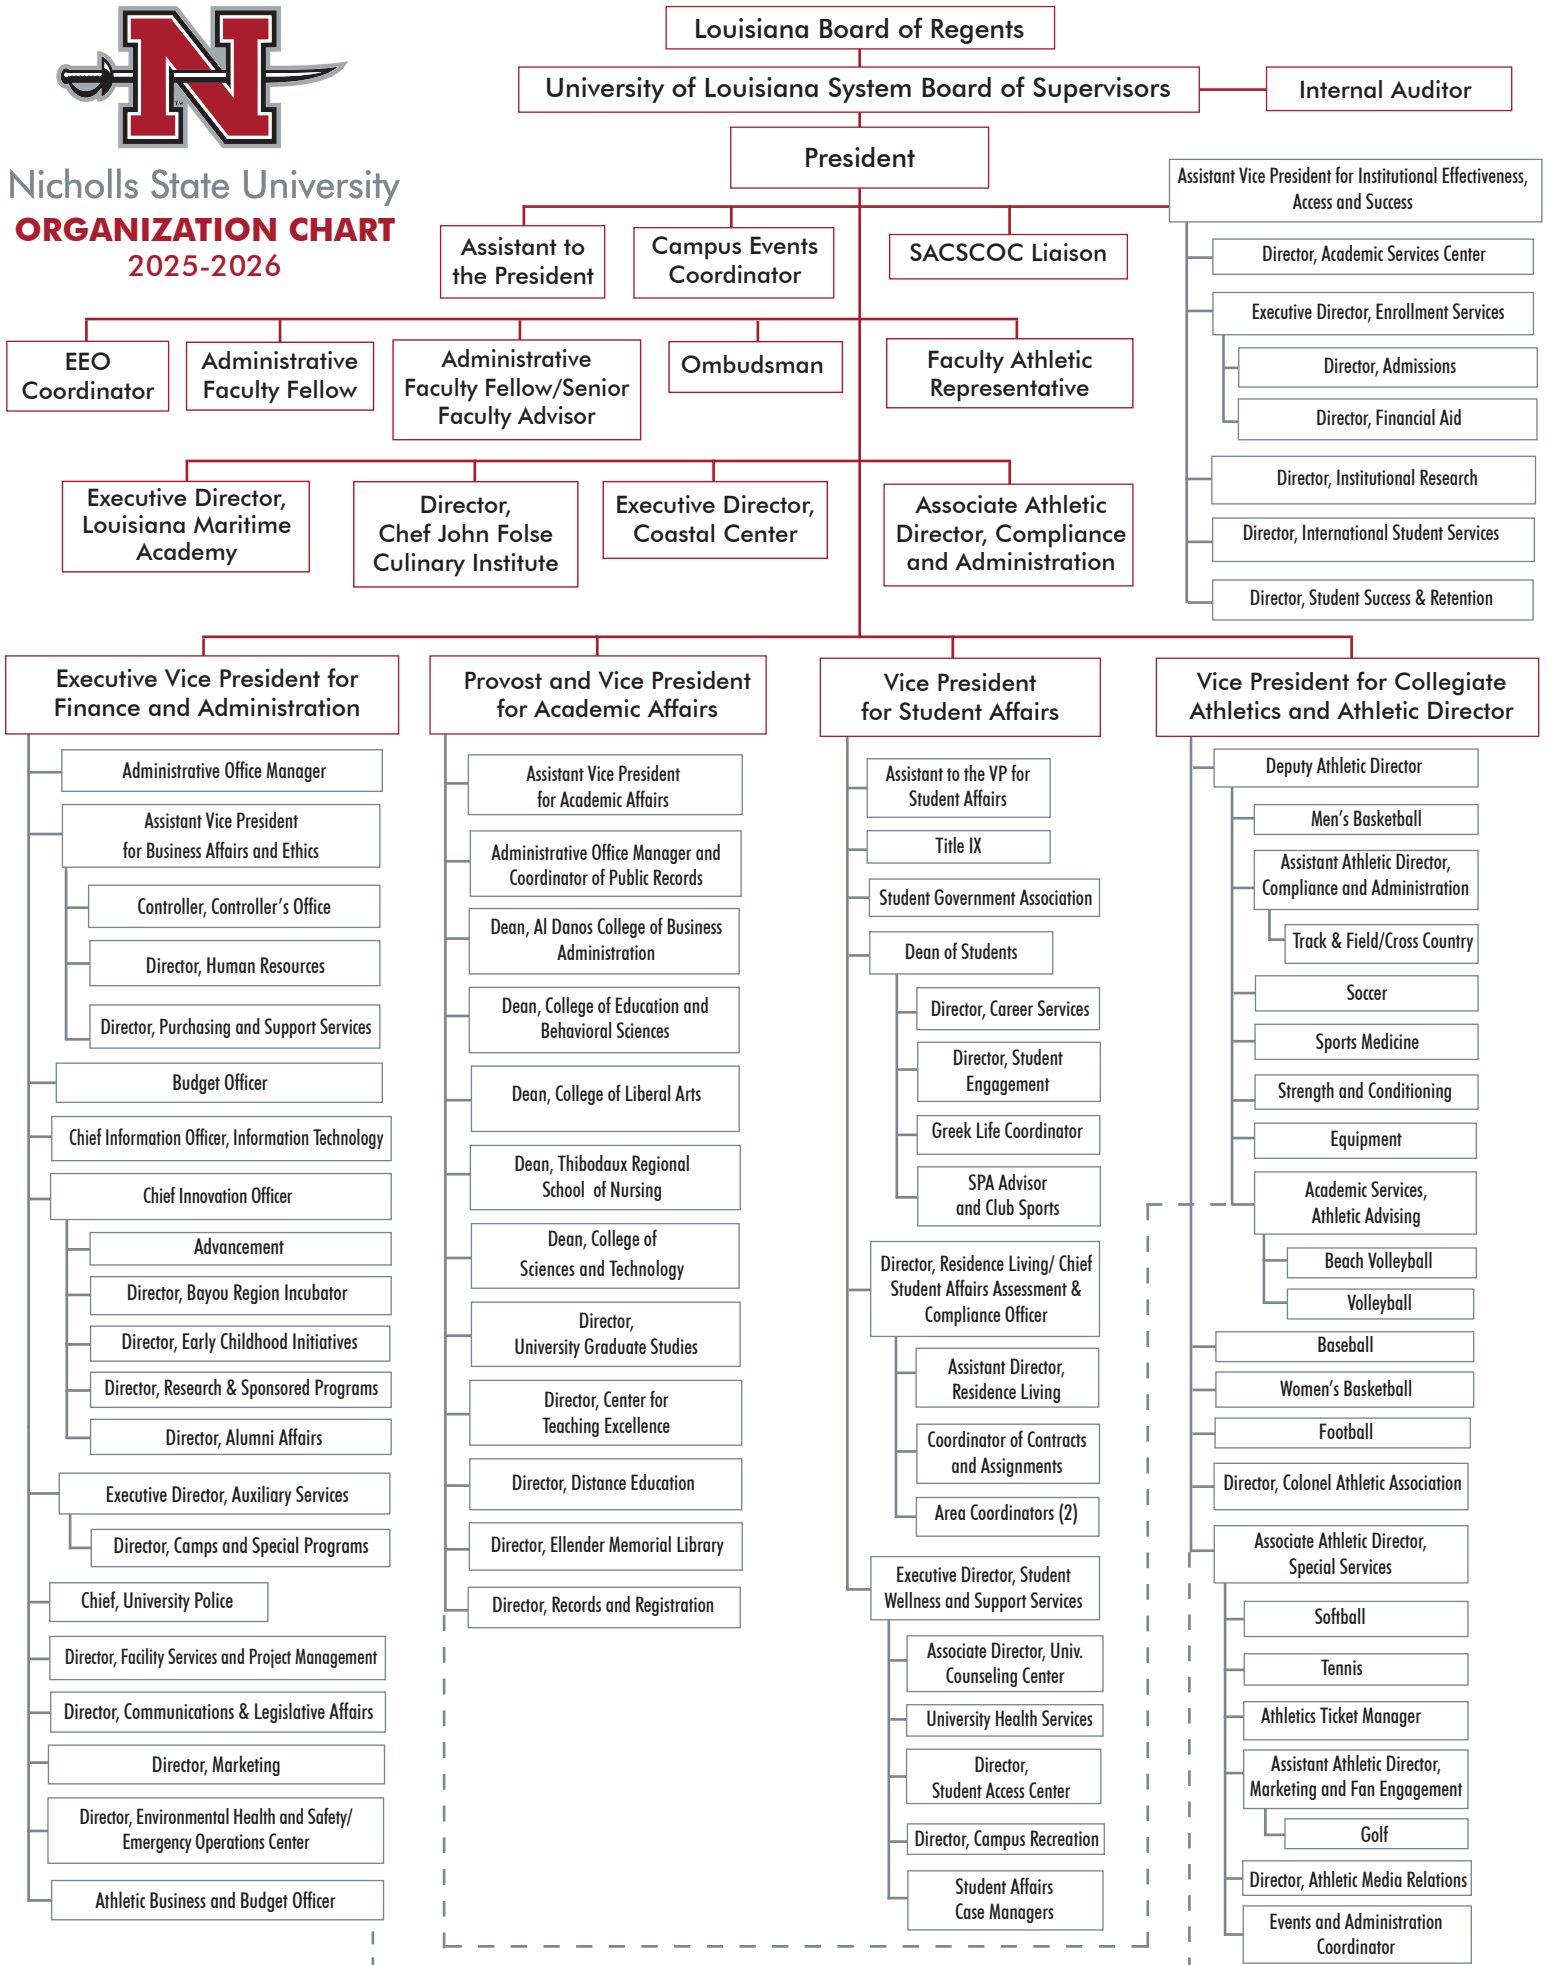 N
™
Nicholls State University
ORGANIZATION CHART
2025-2026
Louisiana Board of Regents
University of Louisiana System Board of Supervisors
Internal Auditor
President
Assistant to
the President
Campus Events
Coordinator
SACSCOC Liaison
Assistant Vice President for Institutional Effectiveness,
Access and Success
Director, Academic Services Center
Executive Director, Enrollment Services
Director, Admissions
Director, Financial Aid
Director, Institutional Research
Director, International Student Services
Director, Student Success & Retention
EEO
Coordinator
Administrative
Faculty Fellow
Administrative
Faculty Fellow/Senior
Faculty Advisor
Ombudsman
Faculty Athletic
Representative
Executive Director,
Louisiana Maritime
Academy
Director,
Chef John Folse
Culinary Institute
Executive Director,
Coastal Center
Associate Athletic
Director, Compliance
and Administration
Executive Vice President for
Finance and Administration
Administrative Office Manager
Assistant Vice President
for Business Affairs and Ethics
Controller, Controller's Office
Director, Human Resources
Director, Purchasing and Support Services
Budget Officer
Chief Information Officer, Information Technology
Chief Innovation Officer
Advancement
Director, Bayou Region Incubator
Director, Early Childhood Initiatives
Director, Research & Sponsored Programs
Director, Alumni Affairs
Executive Director, Auxiliary Services
Director, Camps and Special Programs
Chief, University Police
Director, Facility Services and Project Management
Director, Communications & Legislative Affairs
Director, Marketing
Director, Environmental Health and Safety/
Emergency Operations Center
Athletic Business and Budget Officer
Provost and Vice President
for Academic Affairs
Assistant Vice President
for Academic Affairs
Administrative Office Manager and
Coordinator of Public Records
Dean, Al Danos College of Business
Administration
Dean, College of Education and
Behavioral Sciences
Dean, College of Liberal Arts
Dean, Thibodaux Regional
School of Nursing
Dean, College of
Sciences and Technology
Director,
University Graduate Studies
Director, Center for
Teaching Excellence
Director, Distance Education
Director, Ellender Memorial Library
Director, Records and Registration
Vice President
for Student Affairs
Assistant to the VP for
Student Affairs
Title IX
Student Government Association
Dean of Students
Director, Career Services
Director, Student
Engagement
Greek Life Coordinator
SPA Advisor
and Club Sports
Director, Residence Living/ Chief
Student Affairs Assessment &
Compliance Officer
Assistant Director,
Residence Living
Coordinator of Contracts
and Assignments
Area Coordinators (2)
Executive Director, Student
Wellness and Support Services
Associate Director, Univ.
Counseling Center
University Health Services
Director,
Student Access Center
Director, Campus Recreation
Student Affairs
Case Managers
Vice President for Collegiate
Athletics and Athletic Director
Deputy Athletic Director
Men's Basketball
Assistant Athletic Director,
Compliance and Administration
Track & Field/Cross Country
Soccer
Sports Medicine
Strength and Conditioning
Equipment
Academic Services,
Athletic Advising
Beach Volleyball
Volleyball
Baseball
Women's Basketball
Football
Director, Colonel Athletic Association
Associate Athletic Director,
Special Services
Softball
Tennis
Athletics Ticket Manager
Assistant Athletic Director,
Marketing and Fan Engagement
Golf
Director, Athletic Media Relations
Events and Administration
Coordinator